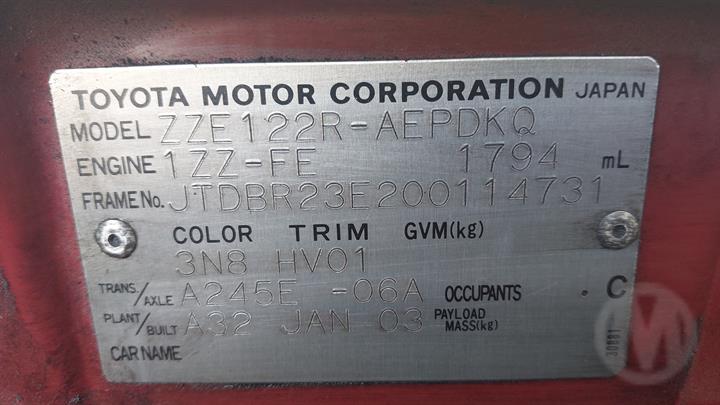 TOYOTA MOTOR CORPORATION JAPAN
MODEL ZZE122R-AEPDKQ
ENGINE 1ZZ-FE 1794 mL
FRAME No. JTDBR23E200114731
COLOR TRIM GVM(kg)
3N8 HV01
TRANS./AXLE A245E -06A OCCUPANTS . C
PLANT/BUILT A32 JAN 03 PAYLOAD MASS(kg)
CAR NAME
30881
M